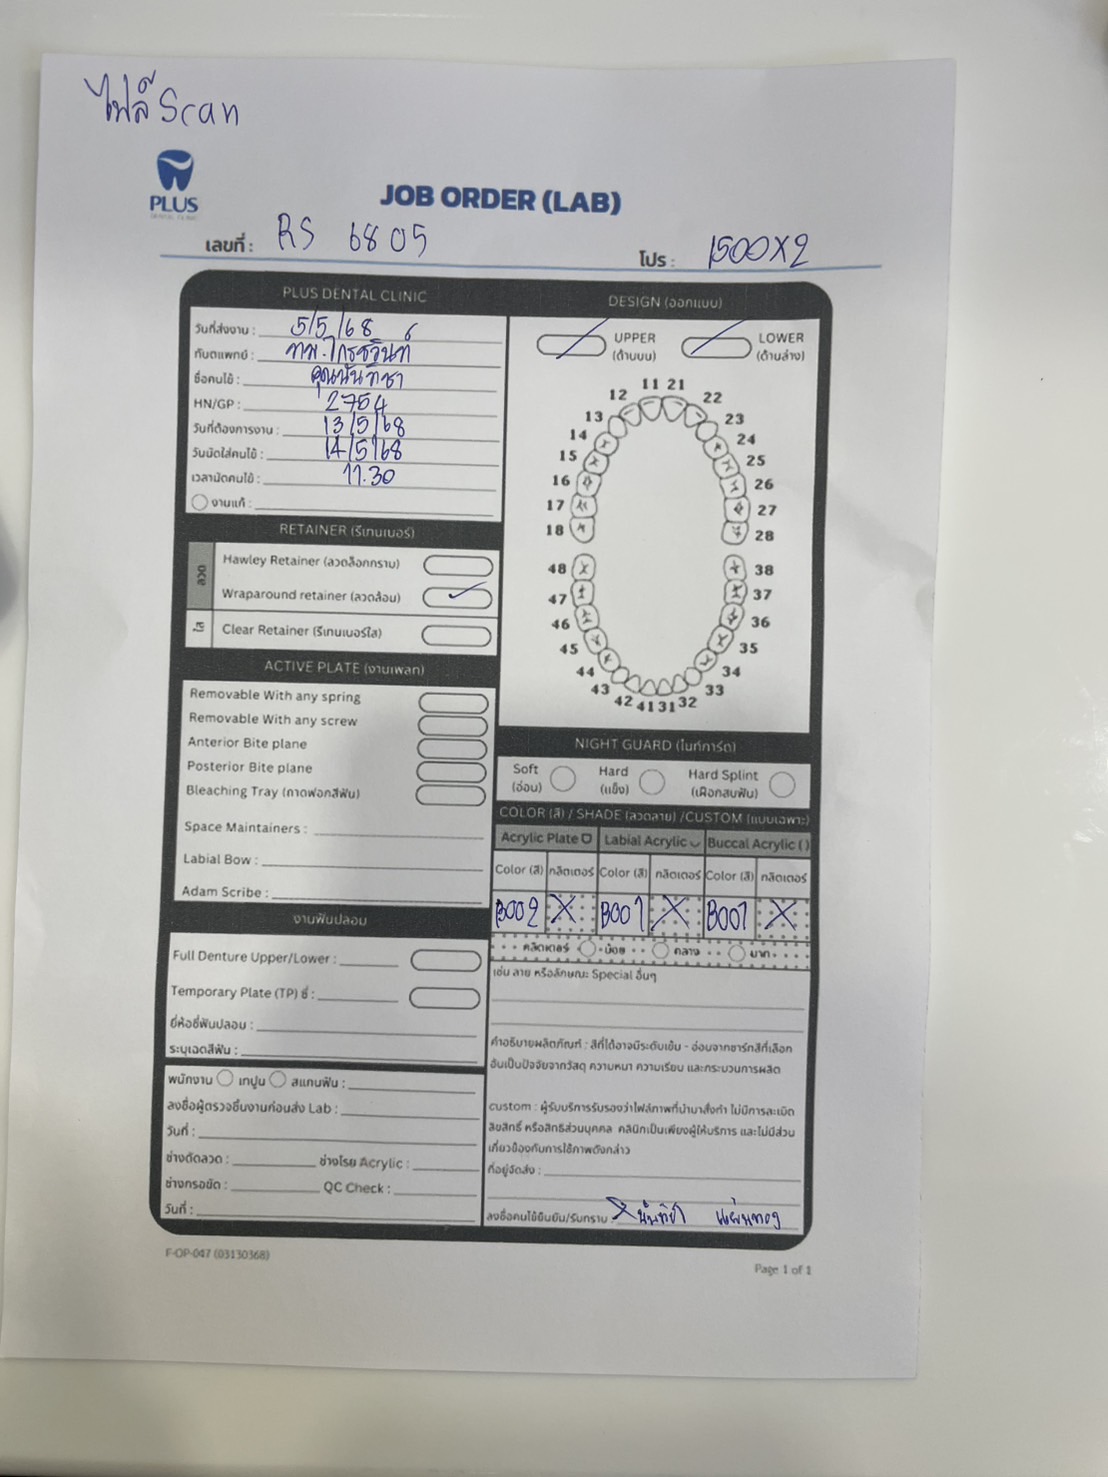 ไฟล์ Scan
PLUS
DENTAL CLINIC
JOB ORDER (LAB)
เลขที่ : RS 6805
โปร : 1500X2
PLUS DENTAL CLINIC
วันที่ส่งงาน : 5/5/68
ทันตแพทย์ : ทพ.ไกรชวินท์
ชื่อคนไข้ : คุณนันทิชา
HN/GP : 2754
วันที่ต้องการงาน : 13/5/68
วันนัดใส่คนไข้ : 14/5/68
เวลานัดคนไข้ : 11.30
งานแก้ :
RETAINER (รีเทนเนอร์)
ลวด
Hawley Retainer (ลวดล็อกกราม)
Wraparound retainer (ลวดล้อม)
ใส
Clear Retainer (รีเทนเนอร์ใส)
ACTIVE PLATE (งานเพลท)
Removable With any spring
Removable With any screw
Anterior Bite plane
Posterior Bite plane
Bleaching Tray (ถาดฟอกสีฟัน)
Space Maintainers :
Labial Bow :
Adam Scribe :
งานฟันปลอม
Full Denture Upper/Lower :
Temporary Plate (TP) ซี่ :
ยี่ห้อซี่ฟันปลอม :
ระบุเฉดสีฟัน :
พนักงาน เทปูน สแกนฟัน :
ลงชื่อผู้ตรวจชิ้นงานก่อนส่ง Lab :
วันที่ :
ช่างดัดลวด : ช่างโรย Acrylic :
ช่างกรอขัด : QC Check :
วันที่ :
DESIGN (ออกแบบ)
UPPER
(ด้านบน)
LOWER
(ด้านล่าง)
11 21
12 22
13 23
14 24
15 25
16 26
17 27
18 28
48 38
47 37
46 36
45 35
44 34
43 33
42 41 31 32
NIGHT GUARD (ไนท์การ์ด)
Soft
(อ่อน)
Hard
(แข็ง)
Hard Splint
(เฝือกสบฟัน)
COLOR (สี) / SHADE (ลวดลาย) /CUSTOM (แบบเฉพาะ)
Acrylic Plate Labial Acrylic Buccal Acrylic ( )
Color (สี) กลิตเตอร์ Color (สี) กลิตเตอร์ Color (สี) กลิตเตอร์
B002 X B001 X B001 X
กลิตเตอร์ น้อย กลาง มาก
เช่น ลาย หรือลักษณะ Special อื่นๆ
คำอธิบายผลิตภัณฑ์ : สีที่ได้อาจมีระดับเข้ม - อ่อนจากชาร์ทสีที่เลือก
อันเป็นปัจจัยจากวัสดุ ความหนา ความเรียบ และกระบวนการผลิต
custom : ผู้รับบริการรับรองว่าไฟล์ภาพที่นำมาสั่งทำ ไม่มีการละเมิด
ลิขสิทธิ์ หรือสิทธิส่วนบุคคล คลินิกเป็นเพียงผู้ให้บริการ และไม่มีส่วน
เกี่ยวข้องกับการใช้ภาพดังกล่าว
ที่อยู่จัดส่ง :
ลงชื่อคนไข้ยืนยัน/รับทราบ : X นันทิชา แผ่นทอง
F-OP-047 (03130368)
Page 1 of 1